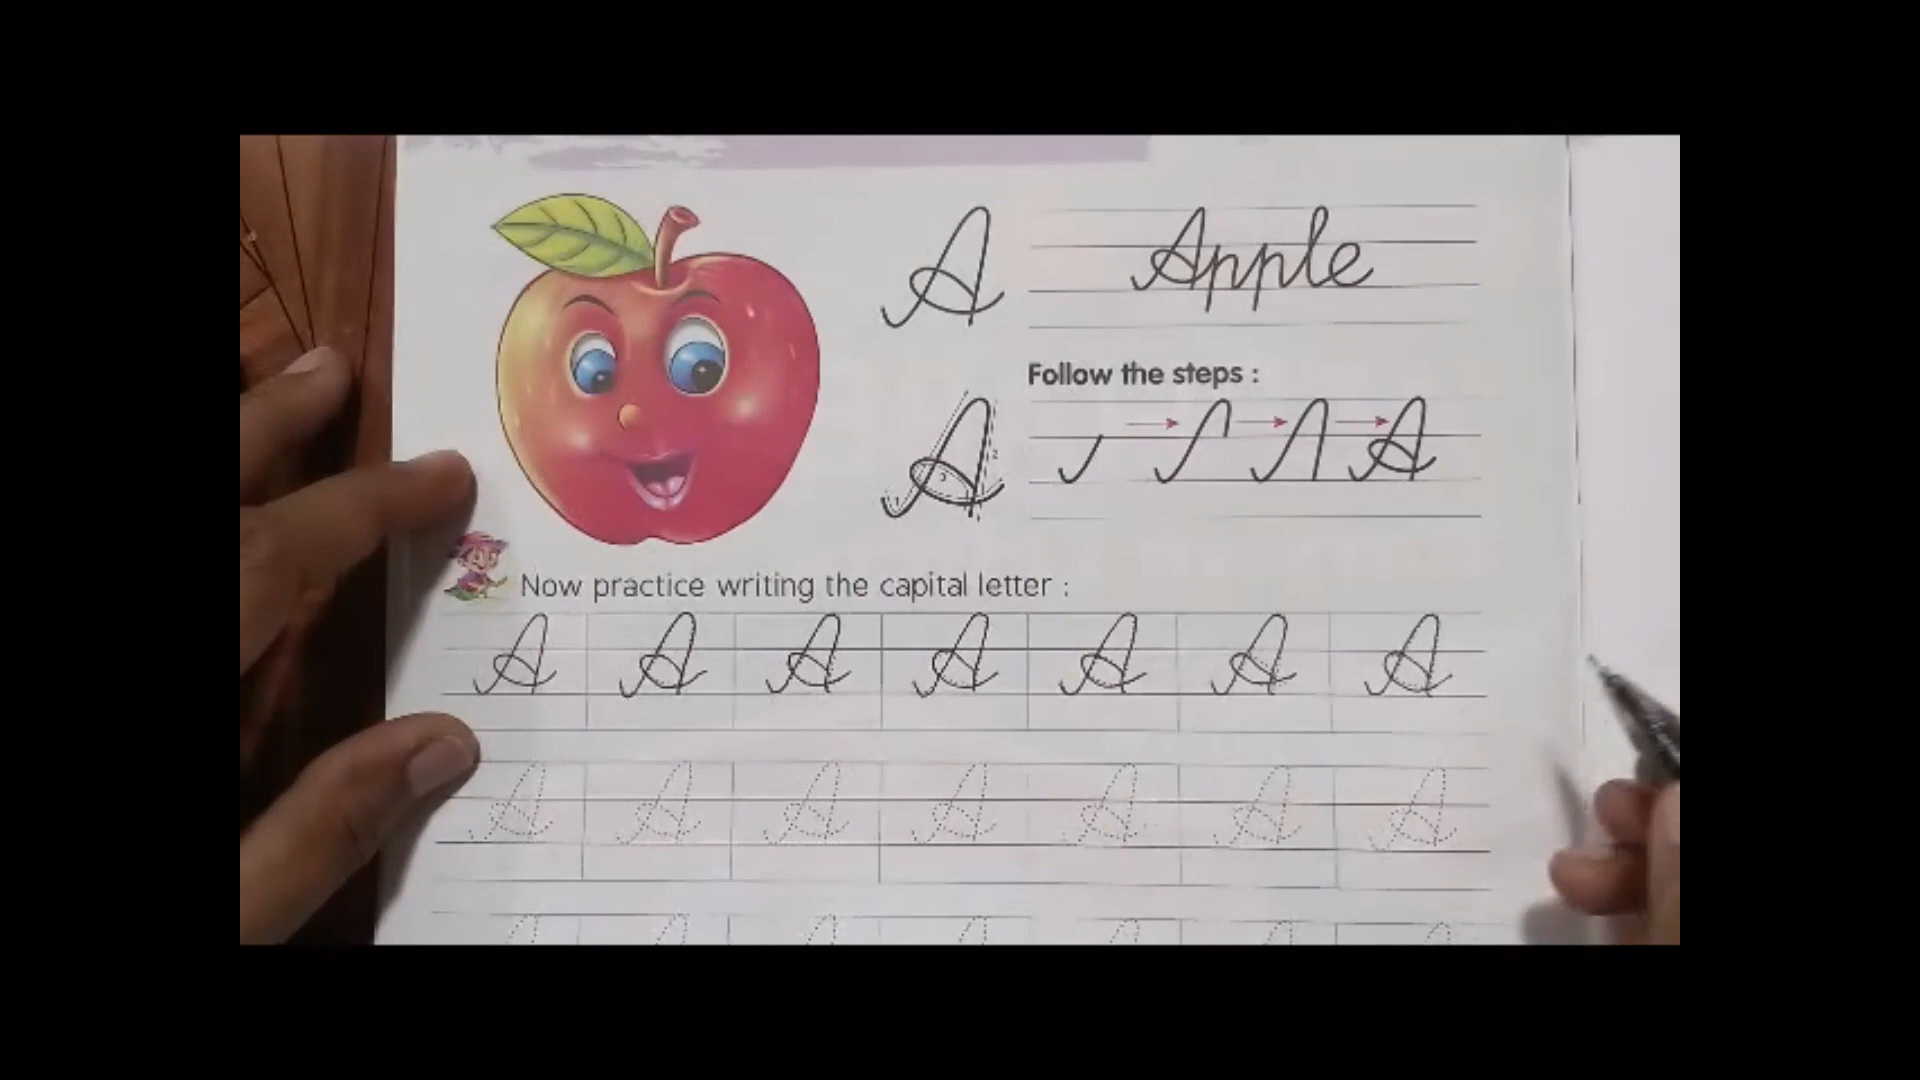 A Apple
Follow the steps :
A A
Now practice writing the capital letter :
A A A A A A A
A A A A A A A